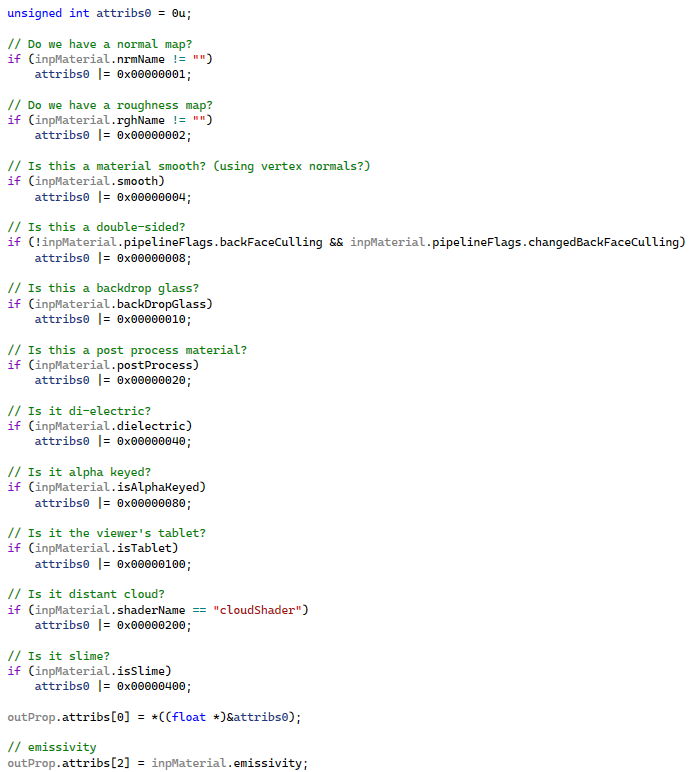 unsigned int attribs0 = 0u;

// Do we have a normal map?
if (inpMaterial.nrmName != "")
    attribs0 |= 0x00000001;

// Do we have a roughness map?
if (inpMaterial.rghName != "")
    attribs0 |= 0x00000002;

// Is this a material smooth? (using vertex normals?)
if (inpMaterial.smooth)
    attribs0 |= 0x00000004;

// Is this a double-sided?
if (!inpMaterial.pipelineFlags.backFaceCulling && inpMaterial.pipelineFlags.changedBackFaceCulling)
    attribs0 |= 0x00000008;

// Is this a backdrop glass?
if (inpMaterial.backDropGlass)
    attribs0 |= 0x00000010;

// Is this a post process material?
if (inpMaterial.postProcess)
    attribs0 |= 0x00000020;

// Is it di-electric?
if (inpMaterial.dielectric)
    attribs0 |= 0x00000040;

// Is it alpha keyed?
if (inpMaterial.isAlphaKeyed)
    attribs0 |= 0x00000080;

// Is it the viewer's tablet?
if (inpMaterial.isTablet)
    attribs0 |= 0x00000100;

// Is it distant cloud?
if (inpMaterial.shaderName == "cloudShader")
    attribs0 |= 0x00000200;

// Is it slime?
if (inpMaterial.isSlime)
    attribs0 |= 0x00000400;

outProp.attribs[0] = *((float *)&attribs0);

// emissivity
outProp.attribs[2] = inpMaterial.emissivity;